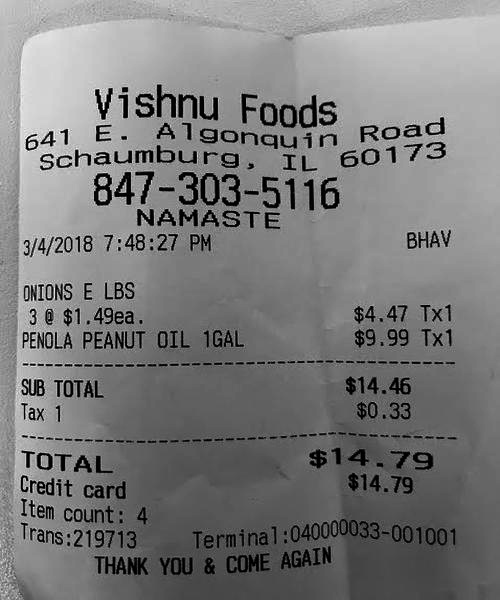 Vishnu Foods
641 E. Algonquin Road
Schaumburg, IL 60173
847-303-5116
NAMASTE
3/4/2018 7:48:27 PM BHAV
ONIONS E LBS
3 @ $1.49ea. $4.47 Tx1
PENOLA PEANUT OIL 1GAL $9.99 Tx1
SUB TOTAL $14.46
Tax 1 $0.33
TOTAL $14.79
Credit card $14.79
Item count: 4
Trans:219713 Terminal:040000033-001001
THANK YOU & COME AGAIN